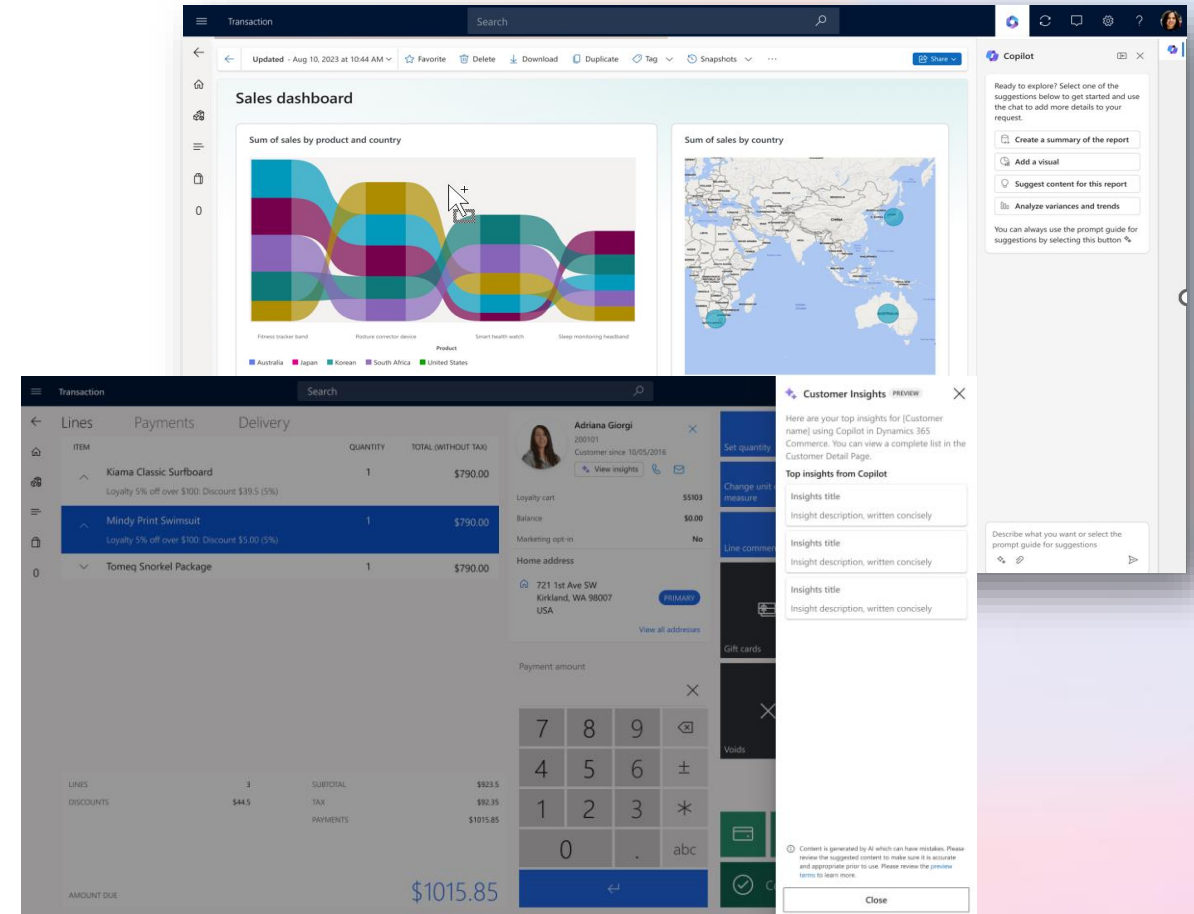 Transaction
Search
Updated - Aug 10, 2023 at 10:44 AM
Favorite
Delete
Download
Duplicate
Tag
Snapshots
Share
Sales dashboard
Sum of sales by product and country
Fitness tracker band
Posture corrector device
Smart health watch
Sleep monitoring headband
Product
Australia
Japan
Korean
South Africa
United States
Sum of sales by country
CHINA
AUSTRALIA
0
Copilot
Ready to explore? Select one of the
suggestions below to get started and use
the chat to add more details to your
request.
Create a summary of the report
Add a visual
Suggest content for this report
Analyze variances and trends
You can always use the prompt guide for
suggestions by selecting this button
Describe what you want or select the
prompt guide for suggestions
Transaction
Search
Lines Payments Delivery
ITEM QUANTITY TOTAL (WITHOUT TAX)
Kiama Classic Surfboard 1 $790.00
Loyalty 5% off over $100: Discount $39.5 (5%)
Mindy Print Swimsuit 1 $790.00
Loyalty 5% off over $100: Discount $5.00 (5%)
Tomeq Snorkel Package 1 $790.00
0
LINES 3 SUBTOTAL $923.5
DISCOUNTS $44.5 TAX $92.35
PAYMENTS $1015.85
AMOUNT DUE $1015.85
Adriana Giorgi
200101
Customer since 10/05/2016
View insights
Loyalty cart 55103
Balance $0.00
Marketing opt-in No
Home address
721 1st Ave SW
Kirkland, WA 98007
USA
PRIMARY
View all addresses
Payment amount
7 8 9
4 5 6 ±
1 2 3 *
0 . abc
Set quantity
Change unit
measure
Line
Gift cards
Voids
Customer Insights PREVIEW
Here are your top insights for [Customer
name] using Copilot in Dynamics 365
Commerce. You can view a complete list in the
Customer Detail Page.
Top insights from Copilot
Insights title
Insight description, written concisely
Insights title
Insight description, written concisely
Insights title
Insight description, written concisely
Content is generated by AI which can have mistakes. Please
review the suggested content to make sure it is accurate
and appropriate prior to use. Please review the preview
terms to learn more.
Close